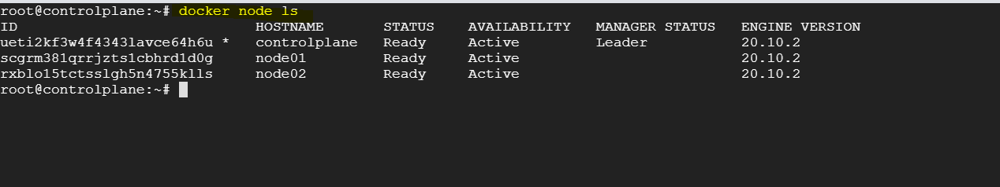 root@controlplane:~# docker node ls
ID HOSTNAME STATUS AVAILABILITY MANAGER STATUS ENGINE VERSION
ueti2kf3w4f4343lavce64h6u * controlplane Ready Active Leader 20.10.2
scgrm381qrrjzts1cbhrd1d0g node01 Ready Active 20.10.2
rxblo15tctsslgh5n4755klls node02 Ready Active 20.10.2
root@controlplane:~#